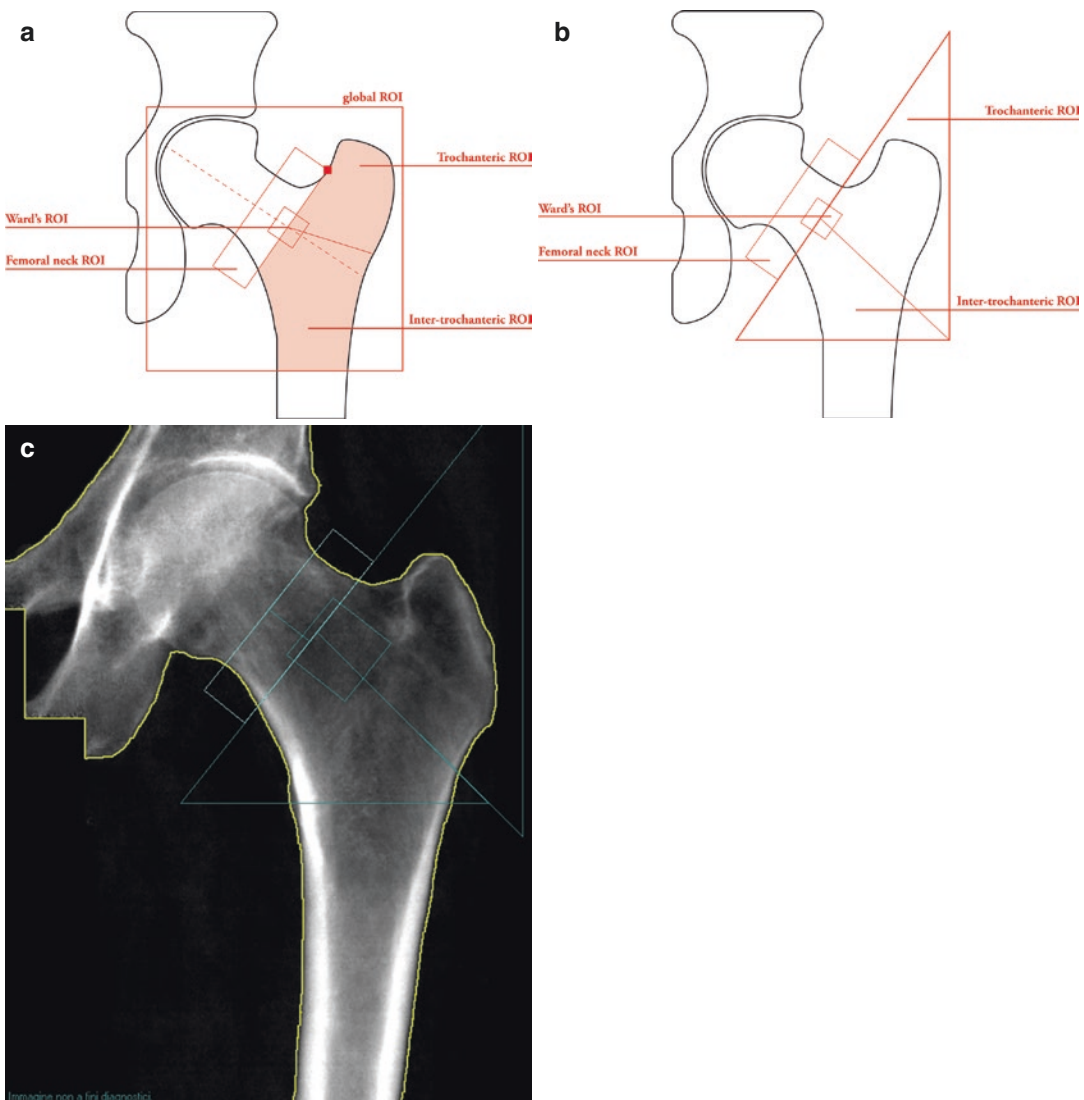 a
global ROI
Trochanteric ROI
Ward's ROI
Femoral neck ROI
Inter-trochanteric ROI
b
Trochanteric ROI
Ward's ROI
Femoral neck ROI
Inter-trochanteric ROI
c
Immagine non a fini diagnostici